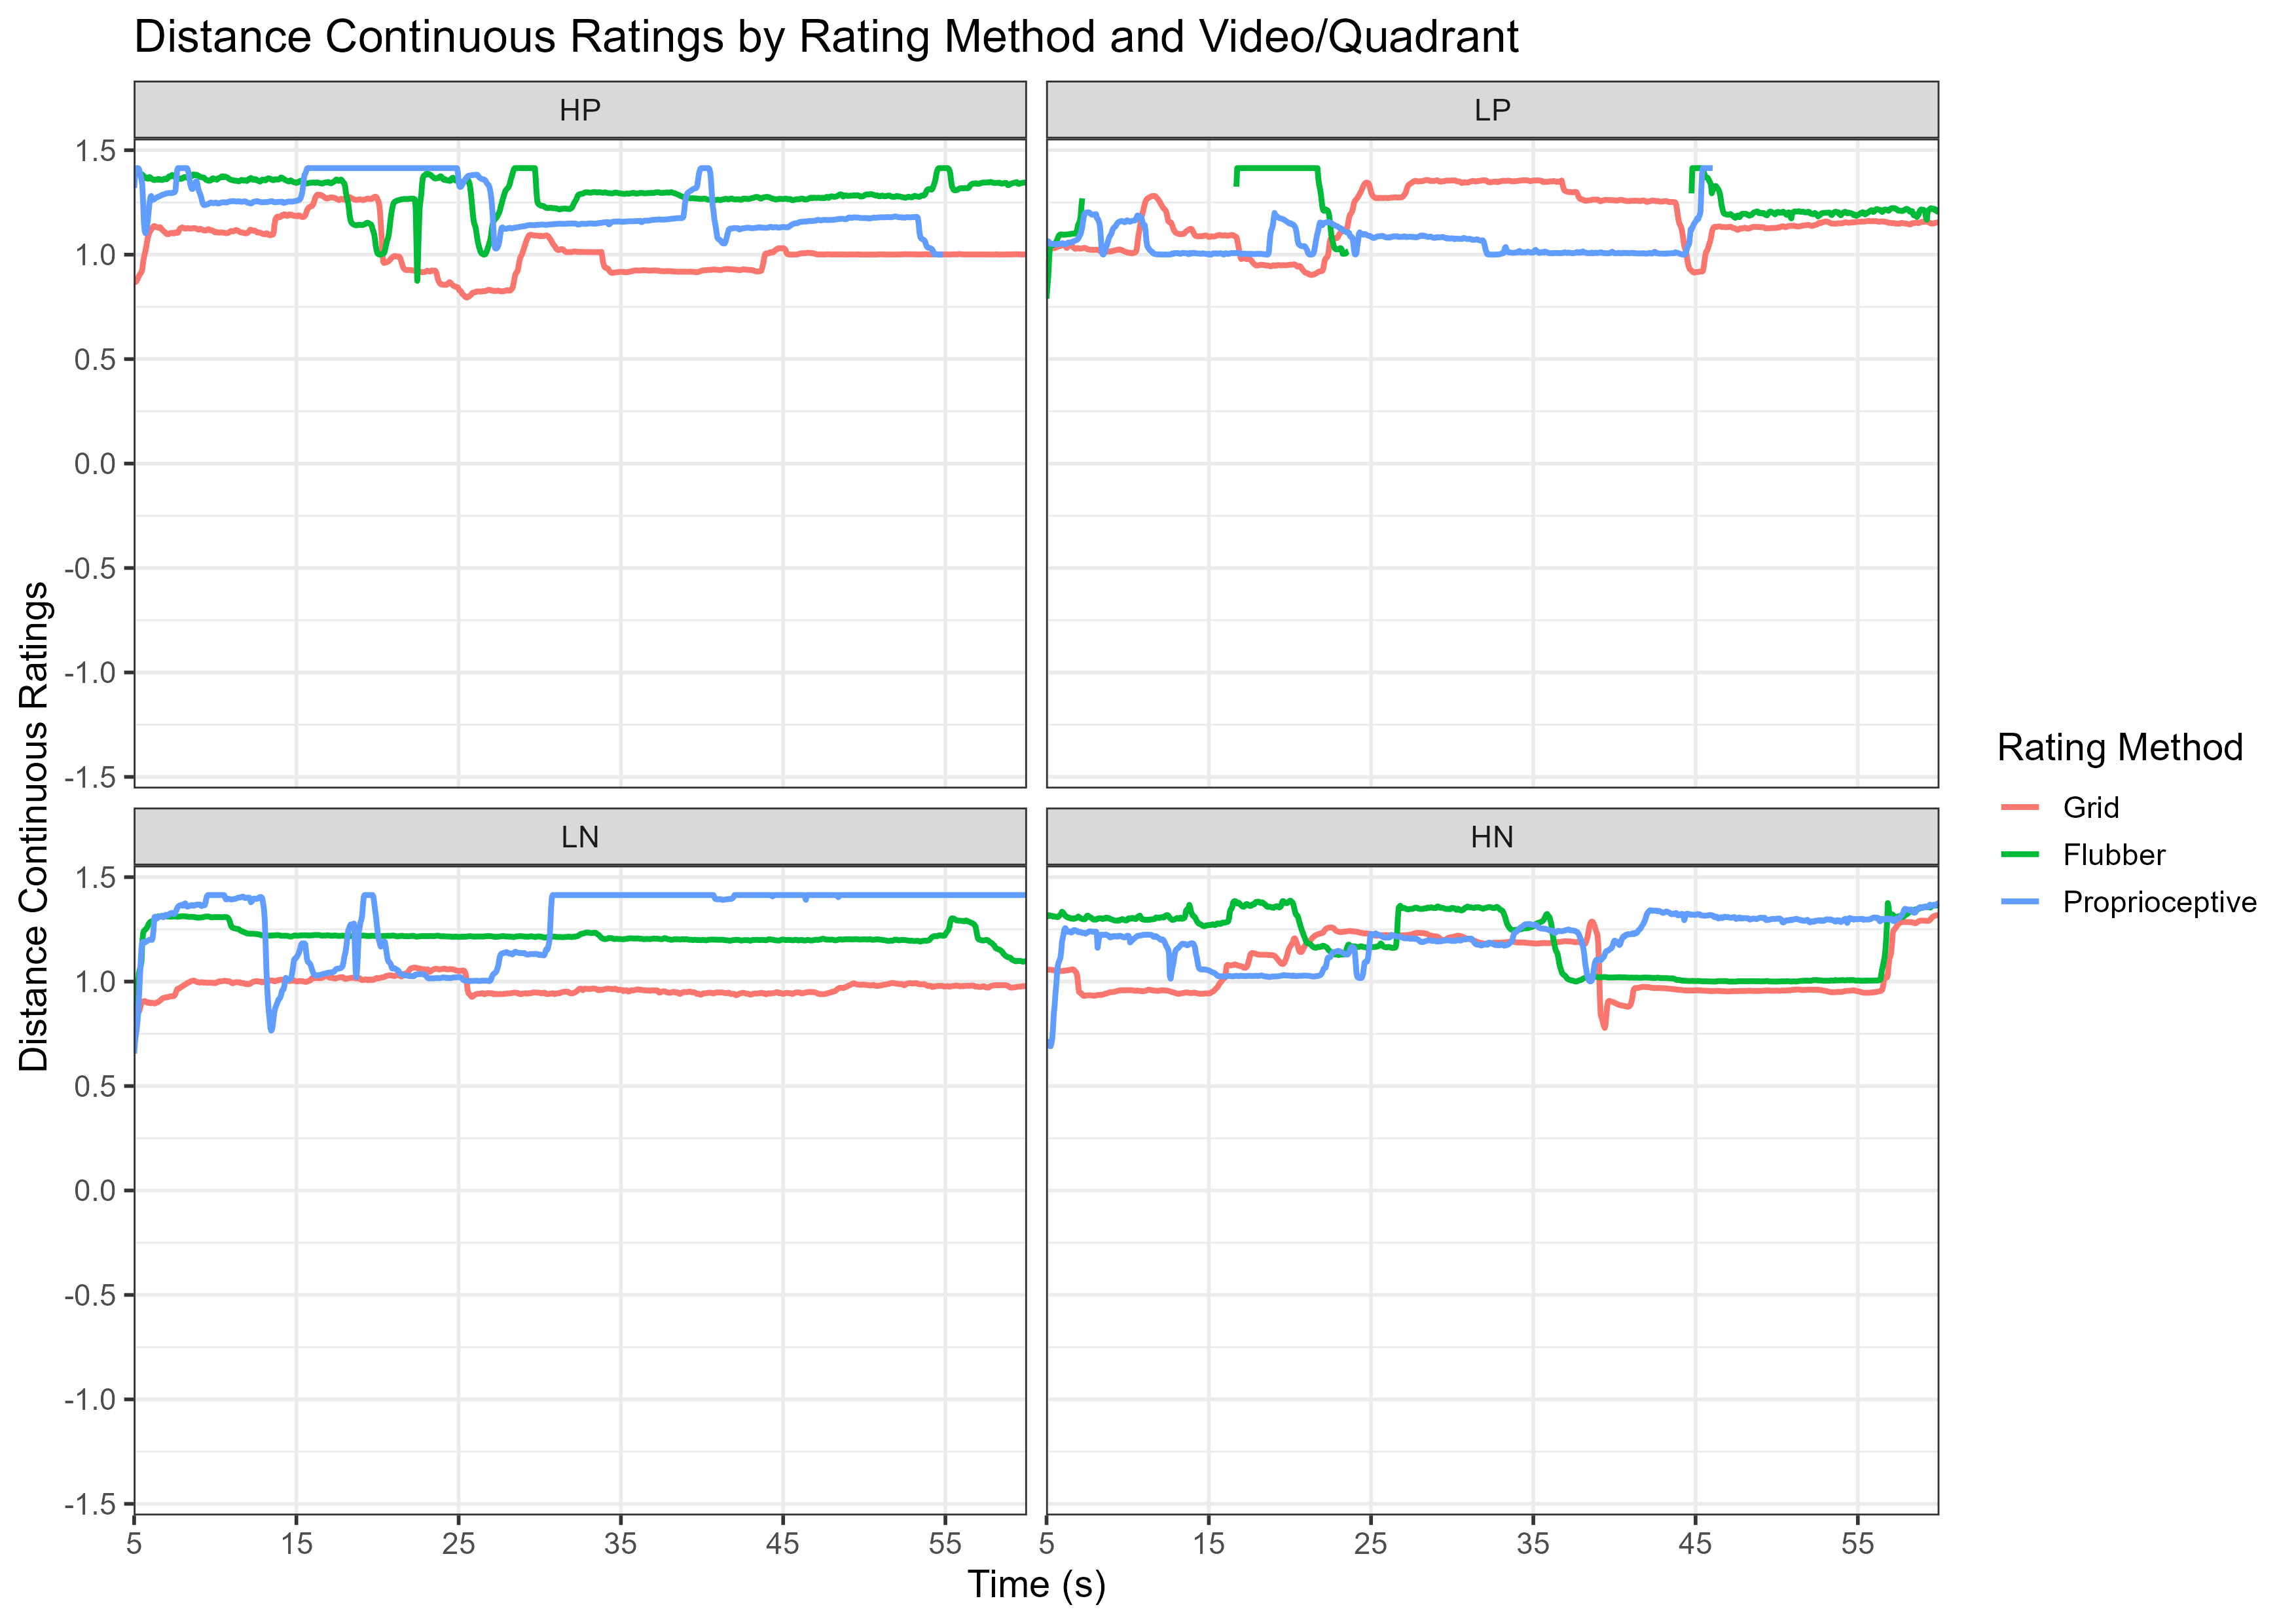 Distance Continuous Ratings by Rating Method and Video/Quadrant
HP
LP
1.5
1.0
0.5
0.0
-0.5
-1.0
-1.5
LN
HN
1.5
1.0
0.5
0.0
-0.5
-1.0
-1.5
5 15 25 35 45 55
5 15 25 35 45 55
Time (s)
Distance Continuous Ratings
Rating Method
Grid
Flubber
Proprioceptive